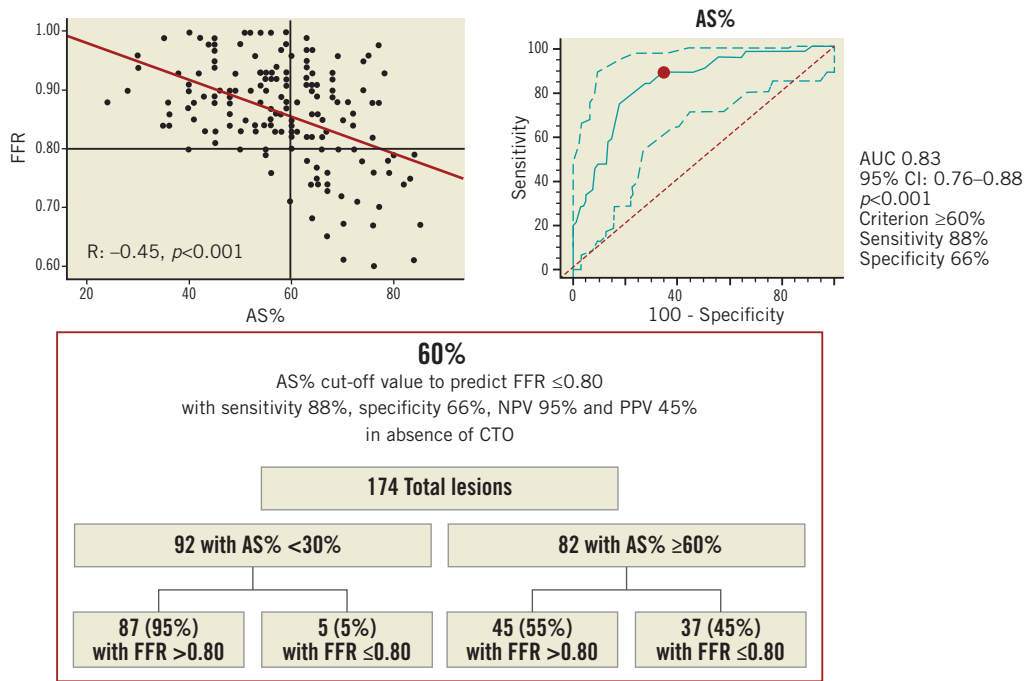 1.00
0.90
0.80
0.70
0.60
FFR
R: –0.45, p<0.001
20
40
60
80
AS%
AS%
100
80
60
40
20
0
Sensitivity
0
40
80
100 - Specificity
AUC 0.83
95% CI: 0.76–0.88
p<0.001
Criterion ≥60%
Sensitivity 88%
Specificity 66%
60%
AS% cut-off value to predict FFR ≤0.80
with sensitivity 88%, specificity 66%, NPV 95% and PPV 45%
in absence of CTO
174 Total lesions
92 with AS% <30%
82 with AS% ≥60%
87 (95%)
with FFR >0.80
5 (5%)
with FFR ≤0.80
45 (55%)
with FFR >0.80
37 (45%)
with FFR ≤0.80